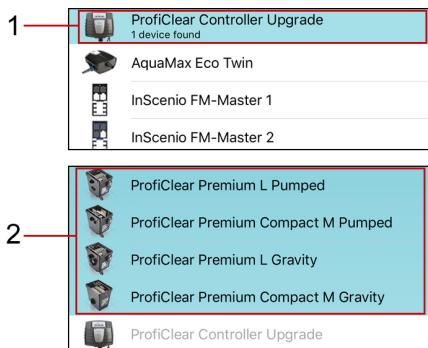 1
ProfiClear Controller Upgrade
1 device found
AquaMax Eco Twin
InScenio FM-Master 1
InScenio FM-Master 2
2
ProfiClear Premium L Pumped
ProfiClear Premium Compact M Pumped
ProfiClear Premium L Gravity
ProfiClear Premium Compact M Gravity
ProfiClear Controller Upgrade